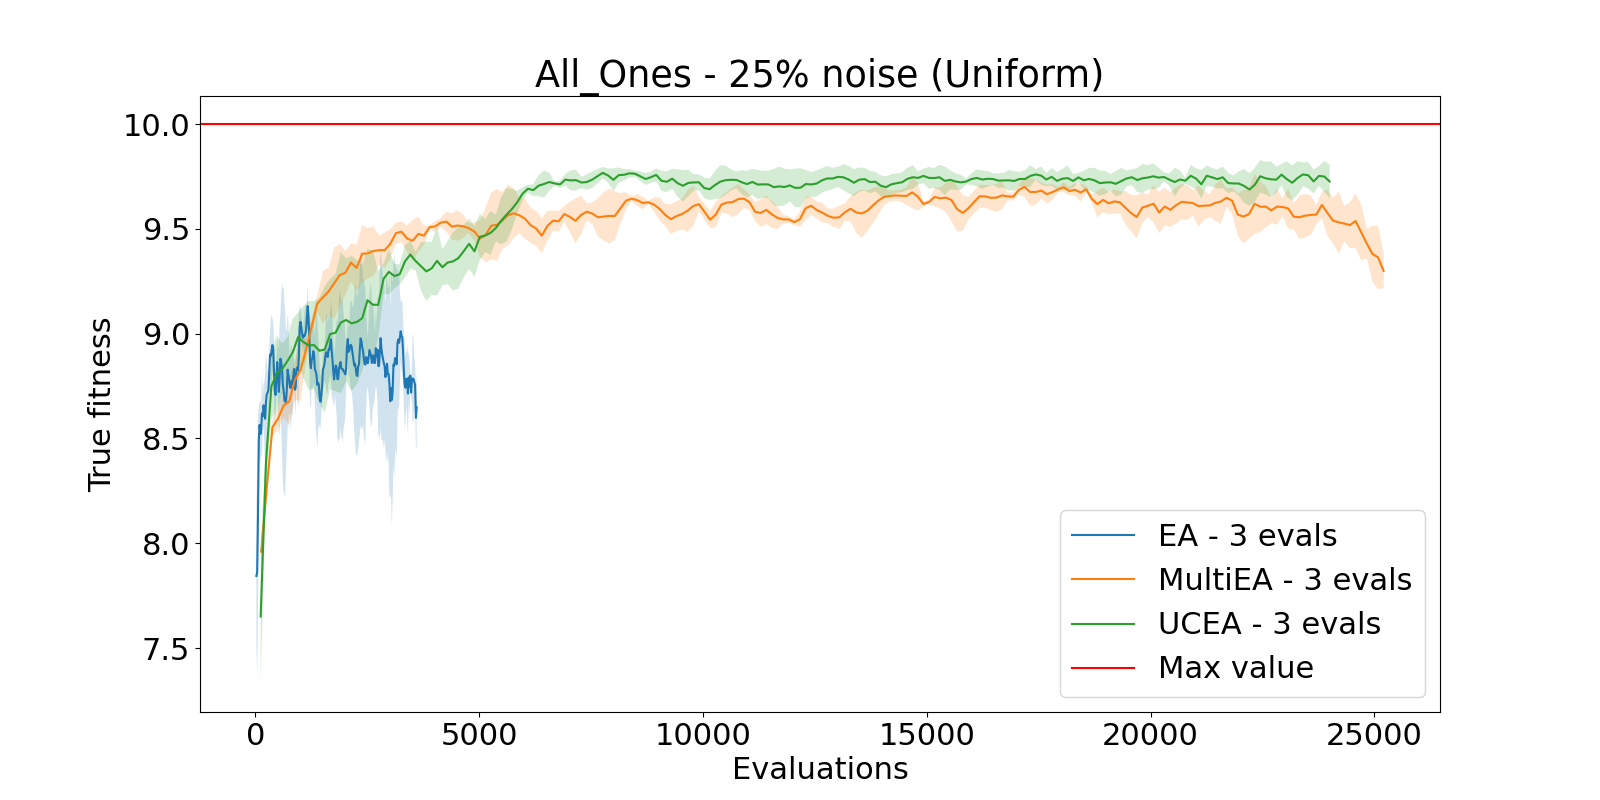 All_Ones - 25% noise (Uniform)
True fitness
10.0
9.5
9.0
8.5
8.0
7.5
EA - 3 evals
MultiEA - 3 evals
UCEA - 3 evals
Max value
0 5000 10000 15000 20000 25000
Evaluations